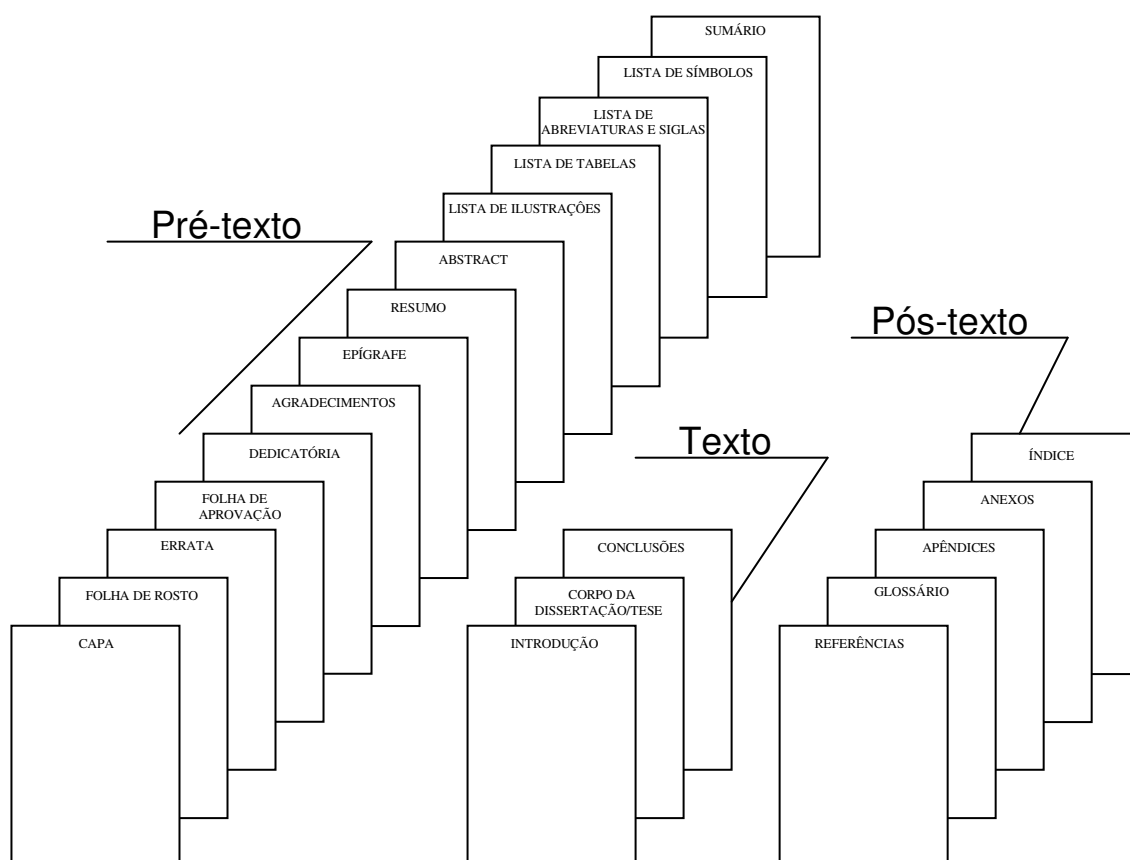 SUMÁRIO
LISTA DE SÍMBOLOS
LISTA DE
ABREVIATURAS E SIGLAS
LISTA DE TABELAS
LISTA DE ILUSTRAÇÔES
Pré-texto
ABSTRACT
RESUMO
EPÍGRAFE
AGRADECIMENTOS
DEDICATÓRIA
FOLHA DE
APROVAÇÃO
ERRATA
FOLHA DE ROSTO
CAPA
Texto
CONCLUSÕES
CORPO DA
DISSERTAÇÃO/TESE
INTRODUÇÃO
Pós-texto
ÍNDICE
ANEXOS
APÊNDICES
GLOSSÁRIO
REFERÊNCIAS